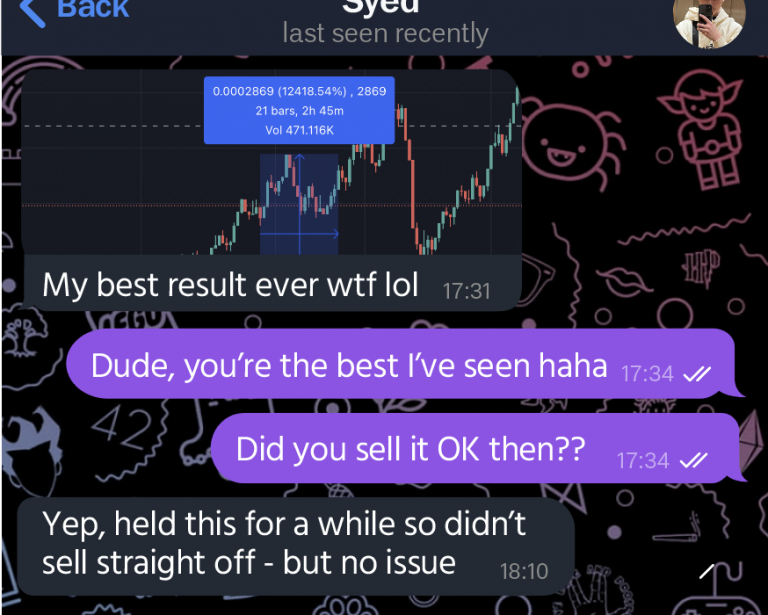 Back
Syed
last seen recently
0.0002869 (12418.54%) , 2869
21 bars, 2h 45m
Vol 471.116K
My best result ever wtf lol 17:31
Dude, you're the best I've seen haha 17:34
Did you sell it OK then?? 17:34
Yep, held this for a while so didn't
sell straight off - but no issue 18:10
42